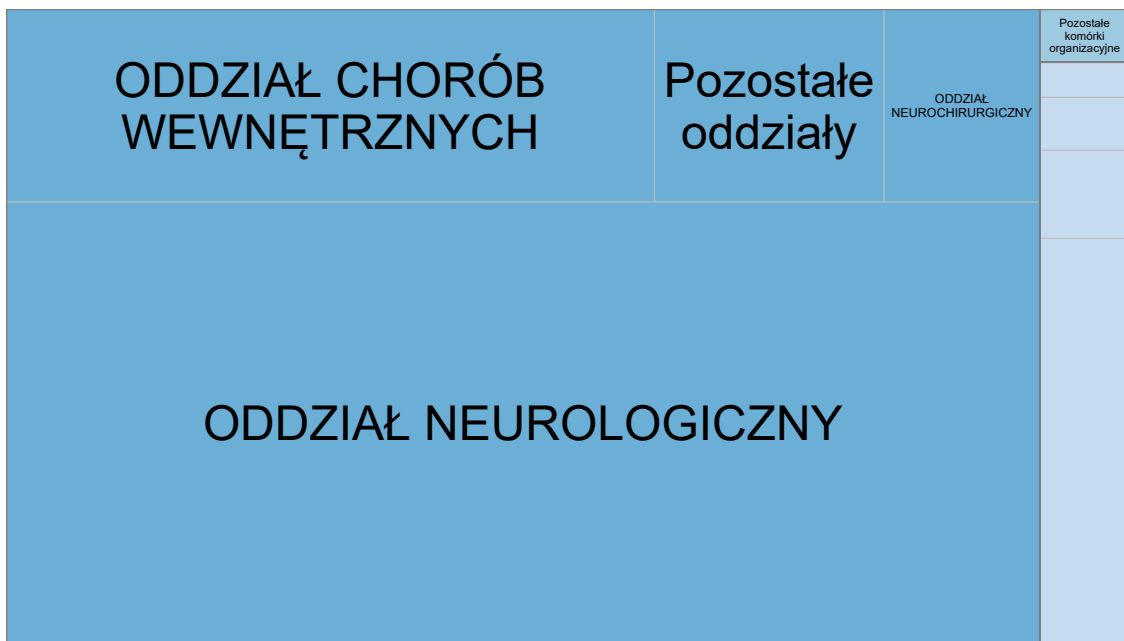 ODDZIAŁ CHORÓB
WEWNĘTRZNYCH
Pozostałe
oddziały
ODDZIAŁ
NEUROCHIRURGICZNY
Pozostałe
komórki
organizacyjne
ODDZIAŁ NEUROLOGICZNY